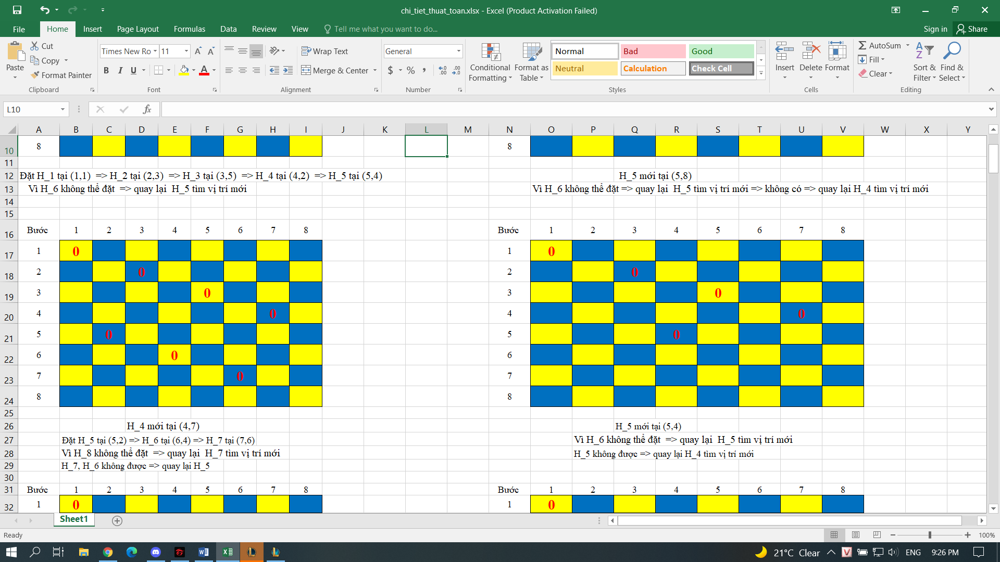 chi_tiet_thuat_toan.xlsx - Excel (Product Activation Failed)
File Home Insert Page Layout Formulas Data Review View Tell me what you want to do... Sign in Share
Paste Cut Copy Format Painter Clipboard
Times New Ro 11 B I U Font
Wrap Text Merge & Center Alignment
General $ % , Number
Conditional Formatting Format as Table
Normal Bad Good
Neutral Calculation Check Cell
Styles
Insert Delete Format Cells
AutoSum Fill Clear Sort & Filter Find & Select Editing
L10 fx
A B C D E F G H I J K L M N O P Q R S T U V W X Y
10 8 8
11
12 Đặt H_1 tại (1,1) => H_2 tại (2,3) => H_3 tại (3,5) => H_4 tại (4,2) => H_5 tại (5,4) H_5 mới tại (5,8)
13 Vì H_6 không thể đặt => quay lại H_5 tìm vị trí mới Vì H_6 không thể đặt => quay lại H_5 tìm vị trí mới => không có => quay lại H_4 tìm vị trí mới
14
15
16 Bước 1 2 3 4 5 6 7 8 Bước 1 2 3 4 5 6 7 8
17 1 0 1 0
18 2 0 2 0
19 3 0 3 0
20 4 0 4 0
21 5 0 5 0
22 6 0 6
23 7 0 7
24 8 8
25
26 H_4 mới tại (4,7) H_5 mới tại (5,4)
27 Đặt H_5 tại (5,2) => H_6 tại (6,4) => H_7 tại (7,6) Vì H_6 không thể đặt => quay lại H_5 tìm vị trí mới
28 Vì H_8 không thể đặt => quay lại H_7 tìm vị trí mới H_5 không được => quay lại H_4 tìm vị trí mới
29 H_7, H_6 không được => quay lại H_5
30
31 Bước 1 2 3 4 5 6 7 8 Bước 1 2 3 4 5 6 7 8
32 1 0 1 0
Sheet1
Ready 100%
21°C Clear ENG 9:26 PM